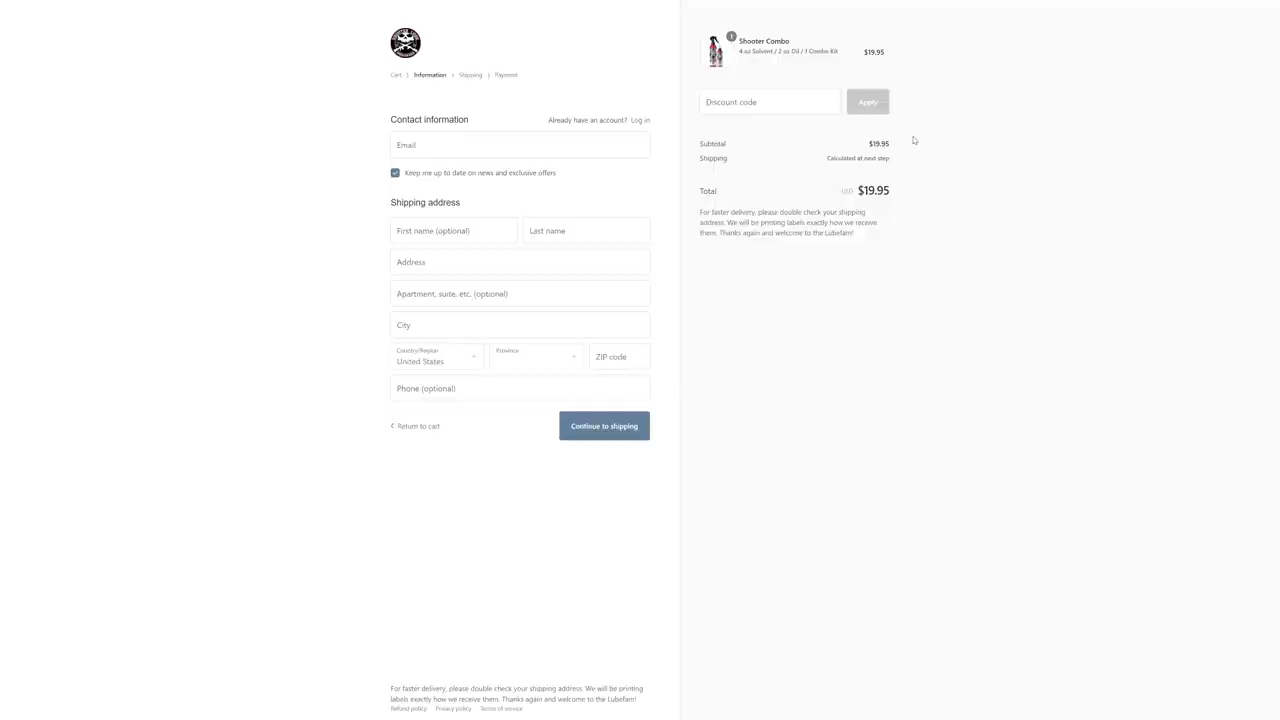 Cart > Information > Shipping > Payment
Contact information
Already have an account? Log in
Email
Keep me up to date on news and exclusive offers
Shipping address
First name (optional)
Last name
Address
Apartment, suite, etc. (optional)
City
Country/Region
United States
Province
ZIP code
Phone (optional)
< Return to cart
Continue to shipping
For faster delivery, please double check your shipping address. We will be printing
labels exactly how we receive them. Thanks again and welcome to the Lubefam!
Refund policy Privacy policy Terms of service
1
Shooter Combo
4 oz Solvent / 2 oz Oil / 1 Combo Kit
$19.95
Discount code
Apply
Subtotal $19.95
Shipping Calculated at next step
Total USD $19.95
For faster delivery, please double check your shipping
address. We will be printing labels exactly how we receive
them. Thanks again and welcome to the Lubefam!